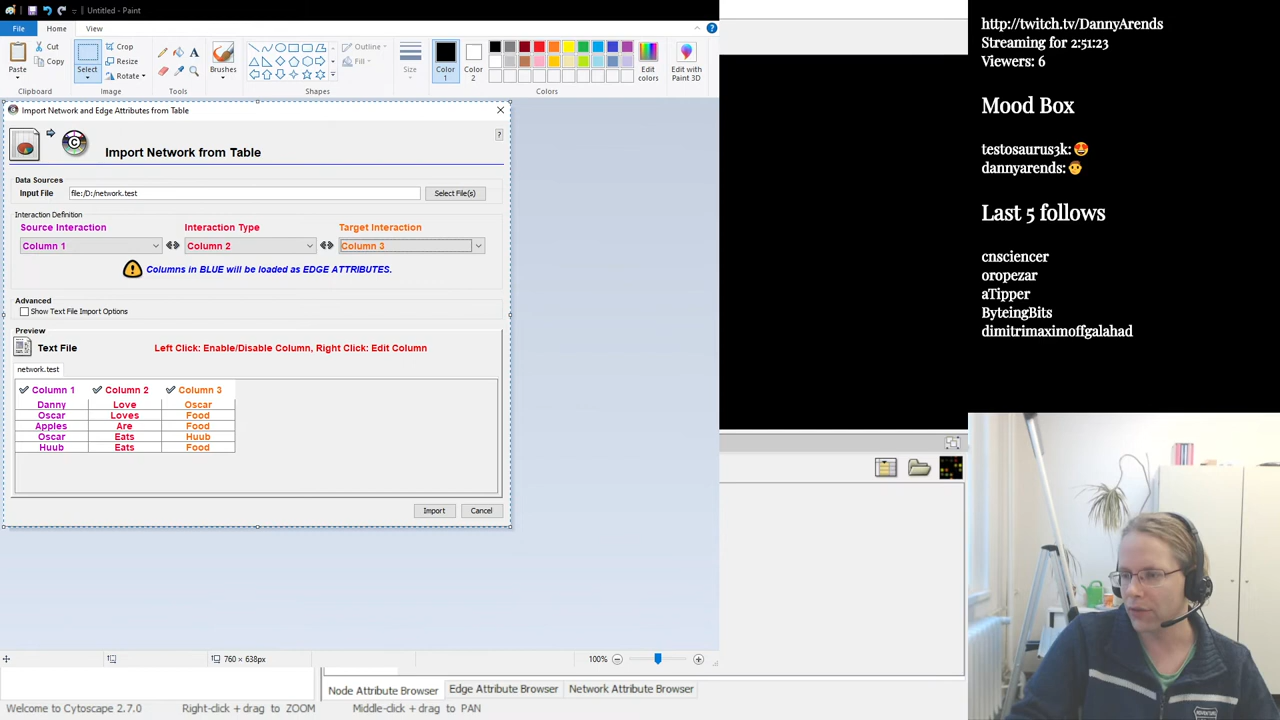 Untitled - Paint
File
Home
View
Paste
Cut
Copy
Clipboard
Select
Crop
Resize
Rotate
Image
Tools
Brushes
Outline
Fill
Shapes
Size
Color 1
Color 2
Edit colors
Colors
Edit with Paint 3D
Import Network and Edge Attributes from Table
Import Network from Table
Data Sources
Input File file:/D:/network.test Select File(s)
Interaction Definition
Source Interaction Interaction Type Target Interaction
Column 1 Column 2 Column 3
Columns in BLUE will be loaded as EDGE ATTRIBUTES.
Advanced
Show Text File Import Options
Preview
Text File Left Click: Enable/Disable Column, Right Click: Edit Column
network.test
Column 1 Column 2 Column 3
Danny Love Oscar
Oscar Loves Food
Apples Are Food
Oscar Eats Huub
Huub Eats Food
Import Cancel
760 × 638px
100%
Node Attribute Browser Edge Attribute Browser Network Attribute Browser
Welcome to Cytoscape 2.7.0 Right-click + drag to ZOOM Middle-click + drag to PAN
http://twitch.tv/DannyArends
Streaming for 2:51:23
Viewers: 6
Mood Box
testosaurus3k:
dannyarends:
Last 5 follows
cnsciencer
oropezar
aTipper
ByteingBits
dimitrimaximoffgalahad